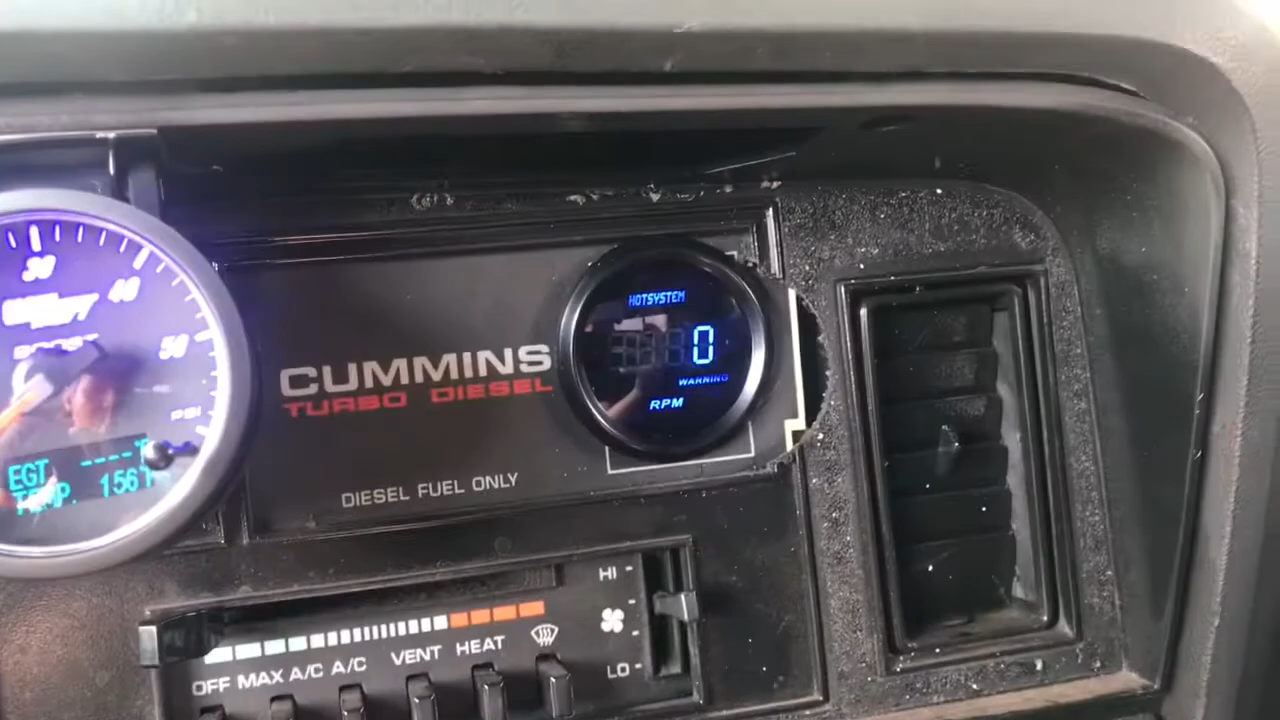 30
40
50
BOOST
PSI
EGT ----°F
TEMP. 156
HOTSYSTEM
0
WARNING
RPM
CUMMINS
TURBO DIESEL
DIESEL FUEL ONLY
HI
LO
OFF MAX A/C A/C VENT HEAT